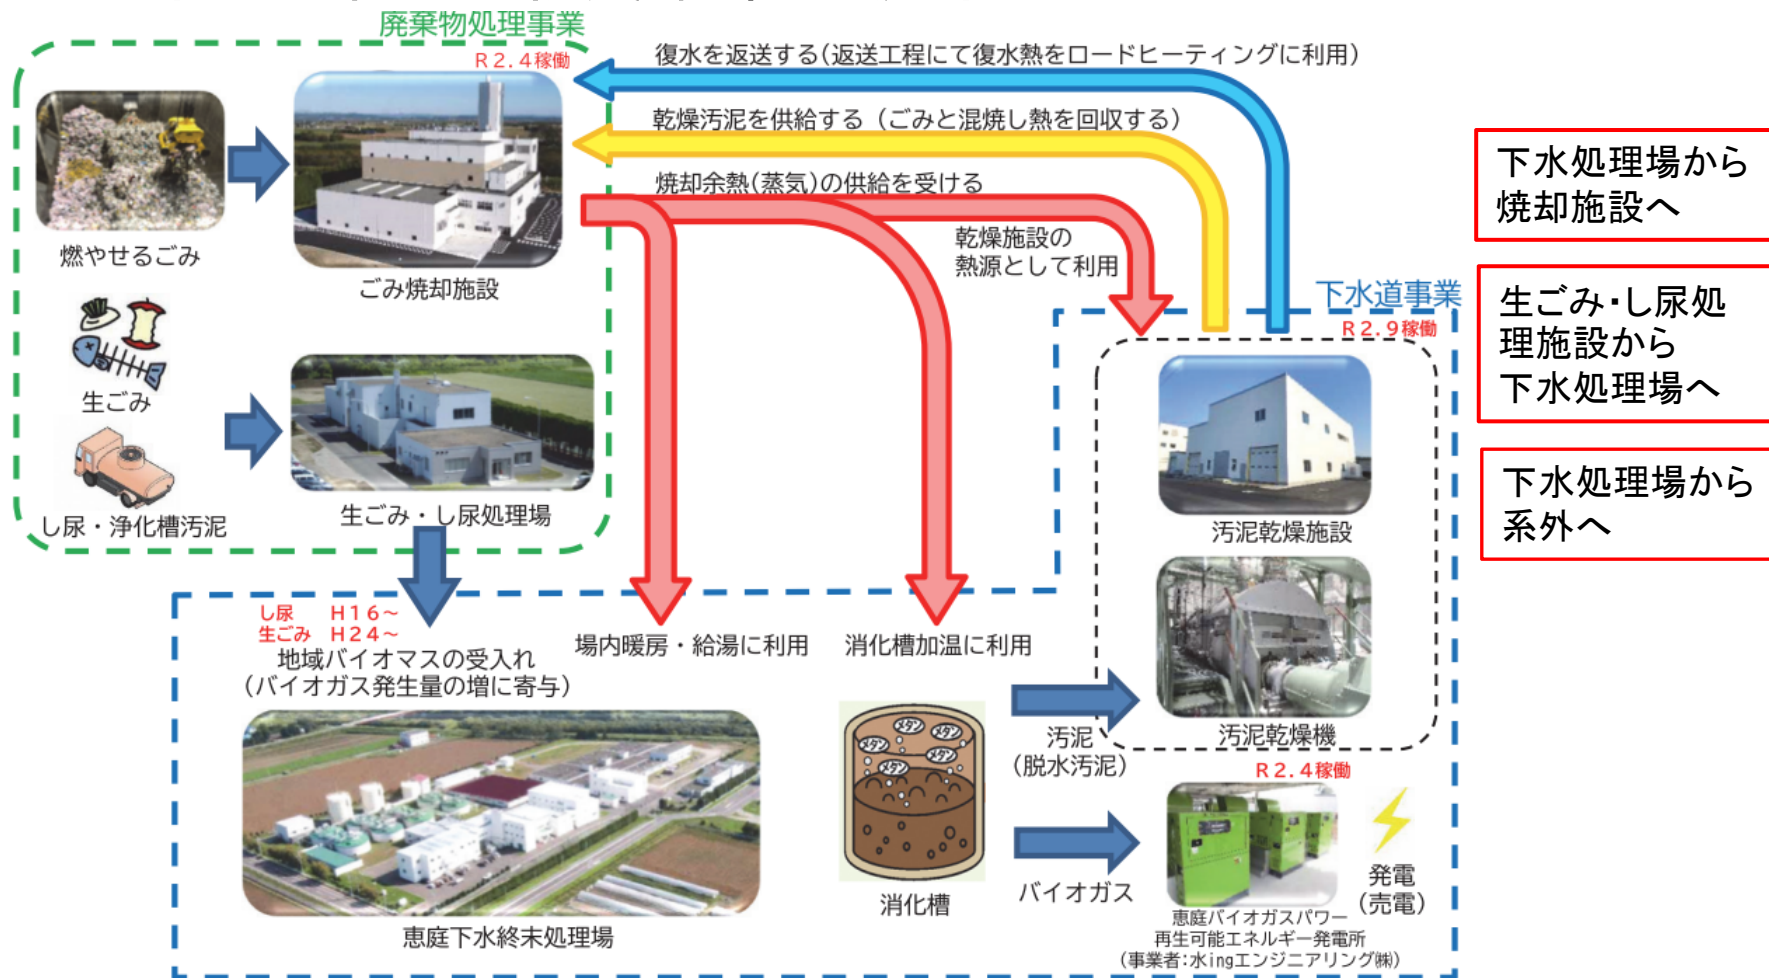 廃棄物処理事業
R2.4稼働
復水を返送する(返送工程にて復水熱をロードヒーティングに利用)
乾燥汚泥を供給する(ごみと混焼し熱を回収する)
焼却余熱(蒸気)の供給を受ける
乾燥施設の
熱源として利用
燃やせるごみ
ごみ焼却施設
生ごみ
し尿・浄化槽汚泥
生ごみ・し尿処理場
下水処理場から
焼却施設へ
生ごみ・し尿処
理施設から
下水処理場へ
下水処理場から
系外へ
下水道事業
R2.9稼働
汚泥乾燥施設
汚泥乾燥機
し尿 H16~
生ごみ H24~
地域バイオマスの受入れ
(バイオガス発生量の増に寄与)
場内暖房・給湯に利用
消化槽加温に利用
メタン
メタン
メタン
メタン
メタン
消化槽
汚泥
(脱水汚泥)
バイオガス
R2.4稼働
発電
(売電)
恵庭バイオガスパワー
再生可能エネルギー発電所
(事業者:水ingエンジニアリング㈱)
恵庭下水終末処理場